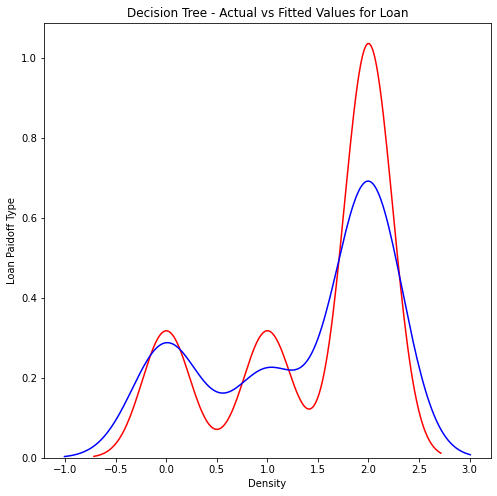 Decision Tree - Actual vs Fitted Values for Loan
1.0
0.8
0.6
0.4
0.2
0.0
Loan Paidoff Type
−1.0 −0.5 0.0 0.5 1.0 1.5 2.0 2.5 3.0
Density